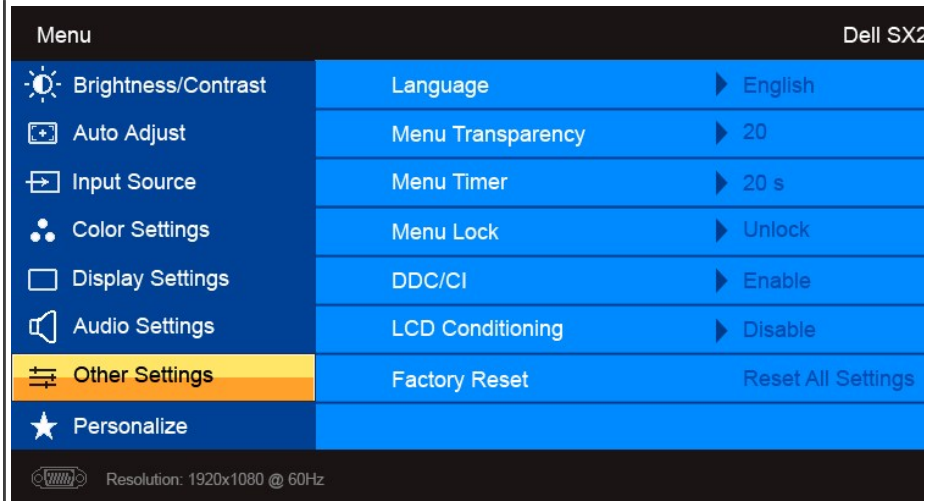 Menu Dell SX2
Brightness/Contrast Language English
Auto Adjust Menu Transparency 20
Input Source Menu Timer 20 s
Color Settings Menu Lock Unlock
Display Settings DDC/CI Enable
Audio Settings LCD Conditioning Disable
Other Settings Factory Reset Reset All Settings
Personalize
Resolution: 1920x1080 @ 60Hz